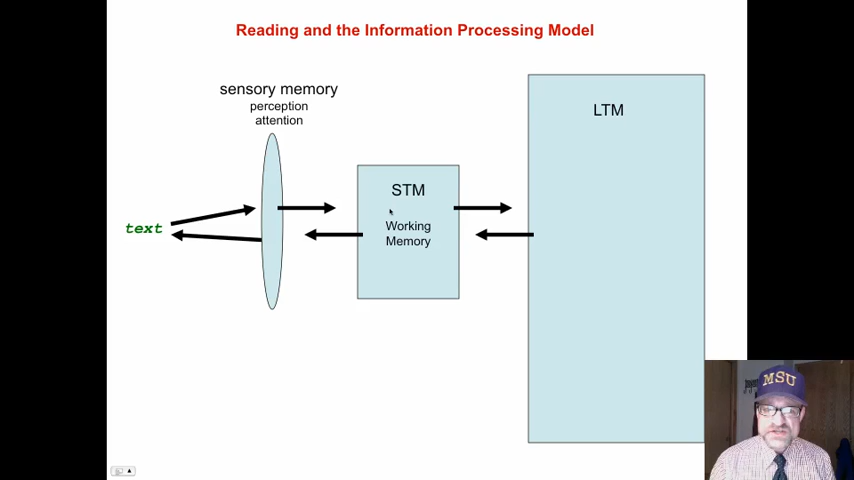 Reading and the Information Processing Model
sensory memory
perception
attention
LTM
STM
Working
Memory
text
MSU